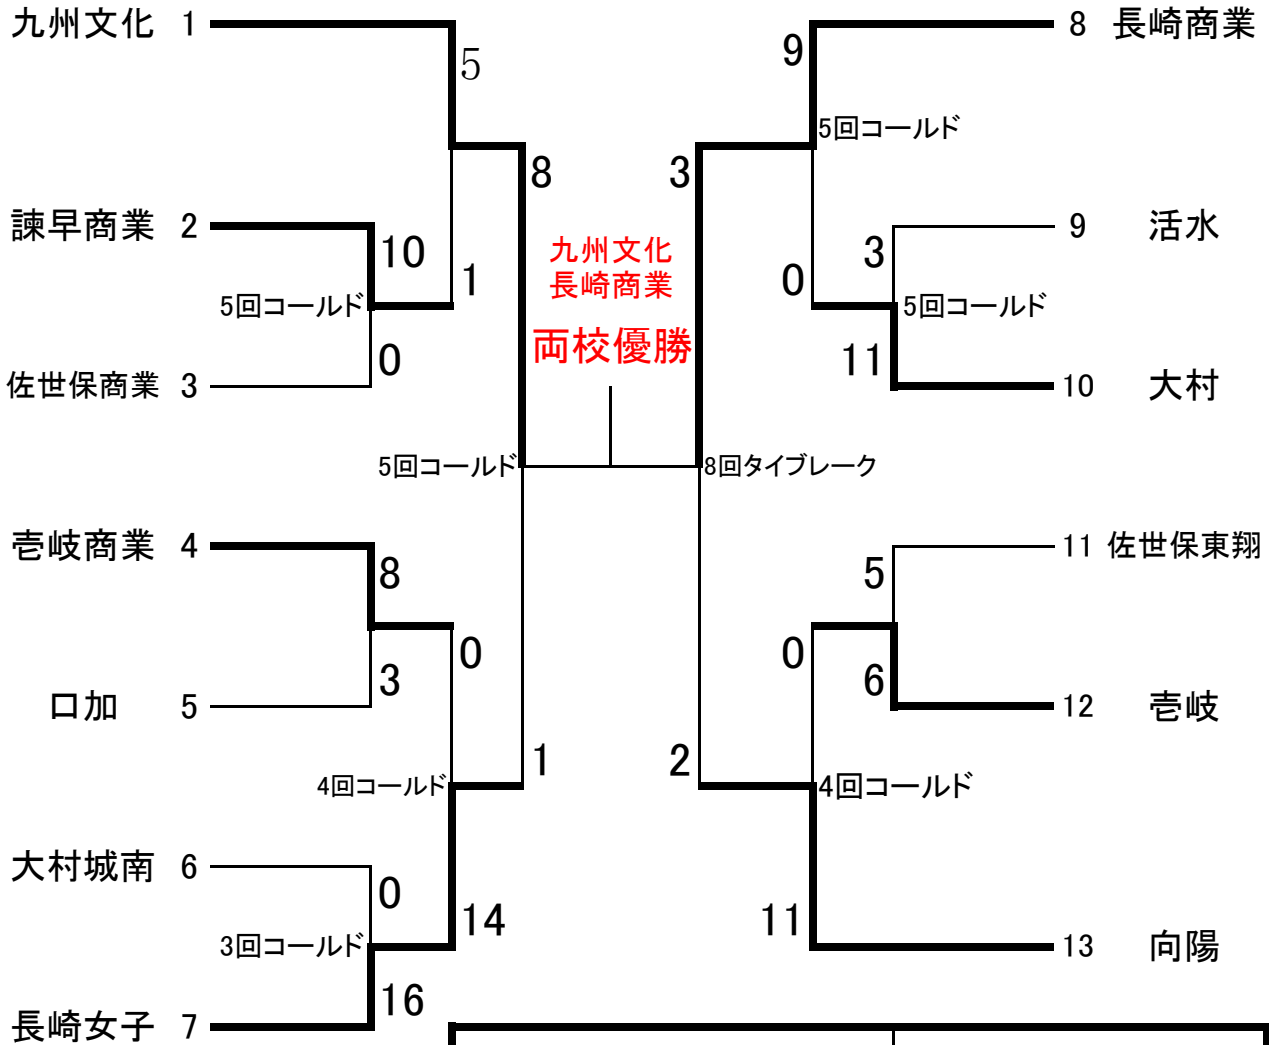 九州文化 1
5
9
8 長崎商業
5回コールド
8
3
諫早商業 2
10
1
九州文化
長崎商業
両校優勝
0
3
9 活水
5回コールド
5回コールド
0
11
佐世保商業 3
10 大村
5回コールド
8回タイブレーク
壱岐商業 4
8
5
11 佐世保東翔
0
0
3
6
口加 5
12 壱岐
1
2
4回コールド
4回コールド
大村城南 6
0
14
11
3回コールド
13 向陽
16
長崎女子 7